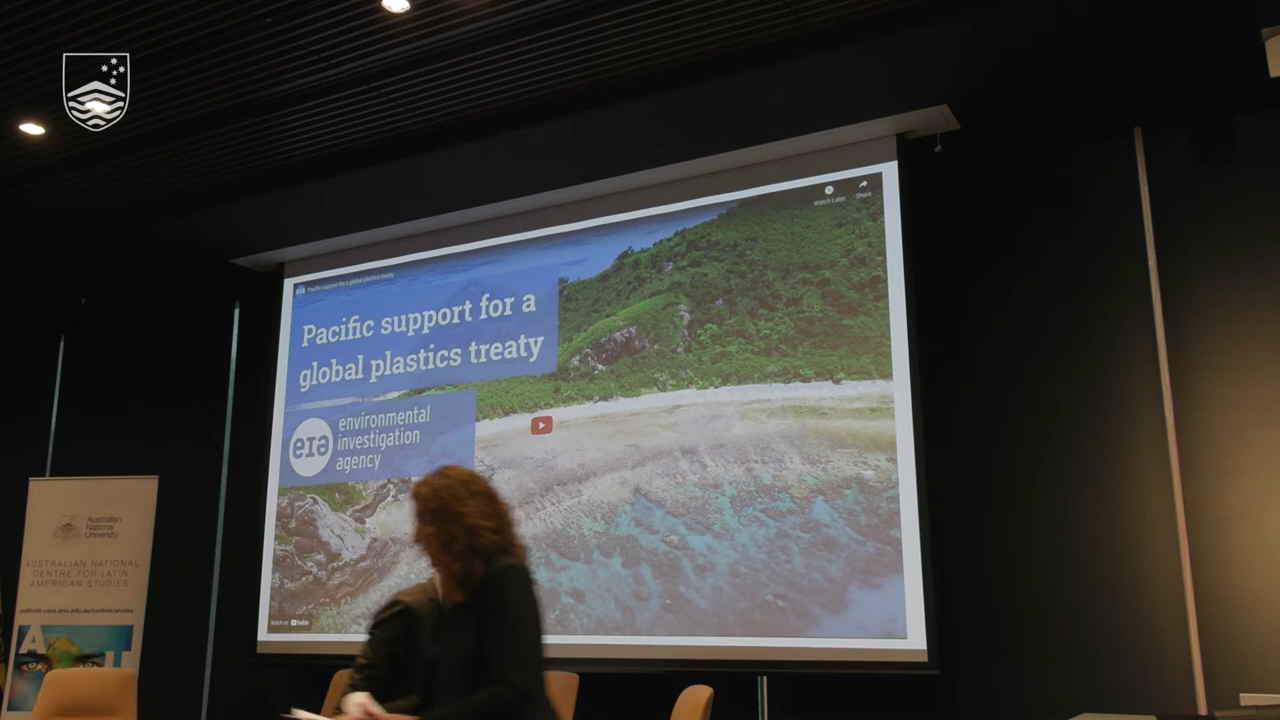 Watch Later
Share
eia
Pacific support for a global plastics treaty
Pacific support for a
global plastics treaty
eia
environmental
investigation
agency
Watch on
YouTube
Australian
National
University
AUSTRALIAN NATIONAL
CENTRE FOR LATIN
AMERICAN STUDIES